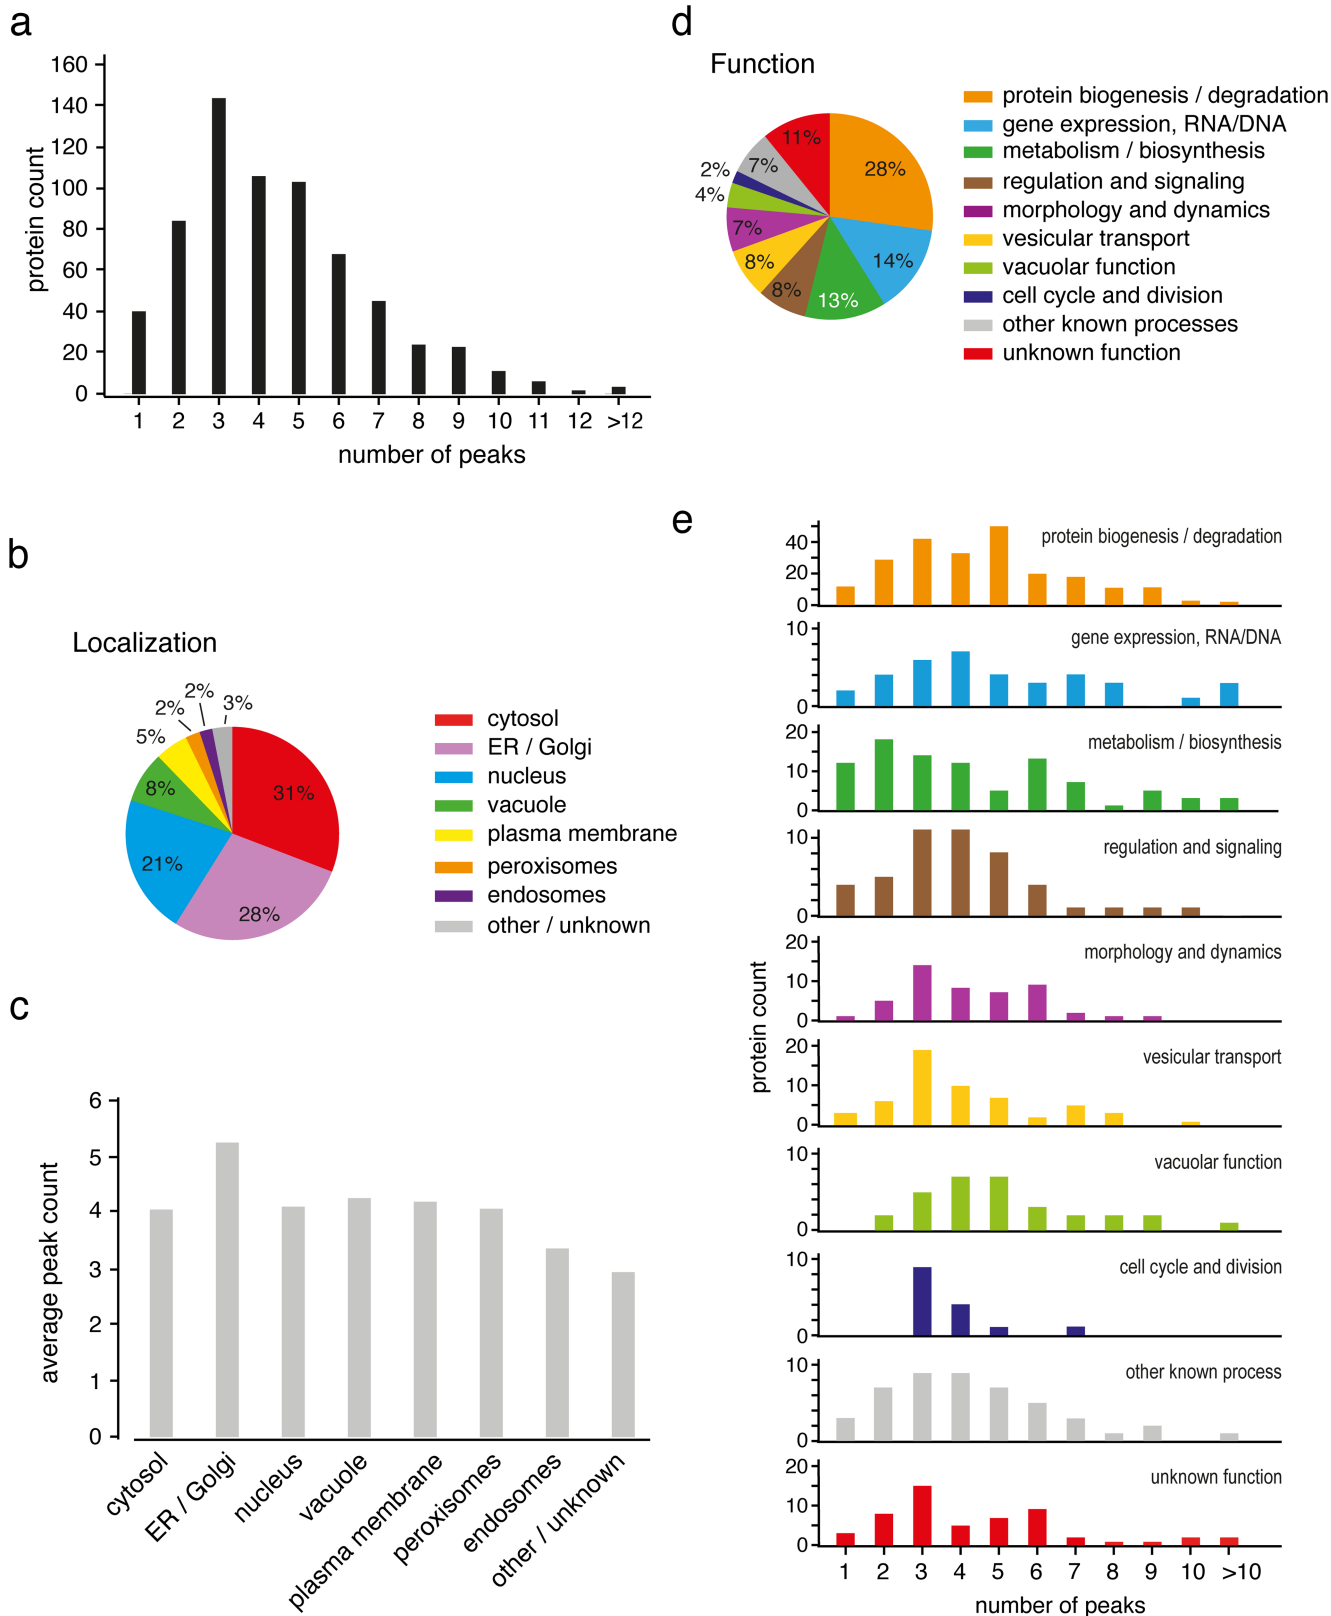 a
160
140
120
100
80
60
40
20
0
protein count
1 2 3 4 5 6 7 8 9 10 11 12 >12
number of peaks
b
Localization
2%
3%
2%
5%
8%
31%
21%
28%
cytosol
ER / Golgi
nucleus
vacuole
plasma membrane
peroxisomes
endosomes
other / unknown
c
6
5
4
3
2
1
0
average peak count
cytosol
ER / Golgi
nucleus
vacuole
plasma membrane
peroxisomes
endosomes
other / unknown
d
Function
11%
28%
7%
2%
4%
7%
8%
8%
13%
14%
protein biogenesis / degradation
gene expression, RNA/DNA
metabolism / biosynthesis
regulation and signaling
morphology and dynamics
vesicular transport
vacuolar function
cell cycle and division
other known processes
unknown function
e
protein count
40
20
0
protein biogenesis / degradation
10
0
gene expression, RNA/DNA
20
10
0
metabolism / biosynthesis
10
0
regulation and signaling
20
10
0
morphology and dynamics
20
10
0
vesicular transport
10
0
vacuolar function
10
0
cell cycle and division
10
0
other known process
20
10
0
unknown function
1 2 3 4 5 6 7 8 9 10 >10
number of peaks